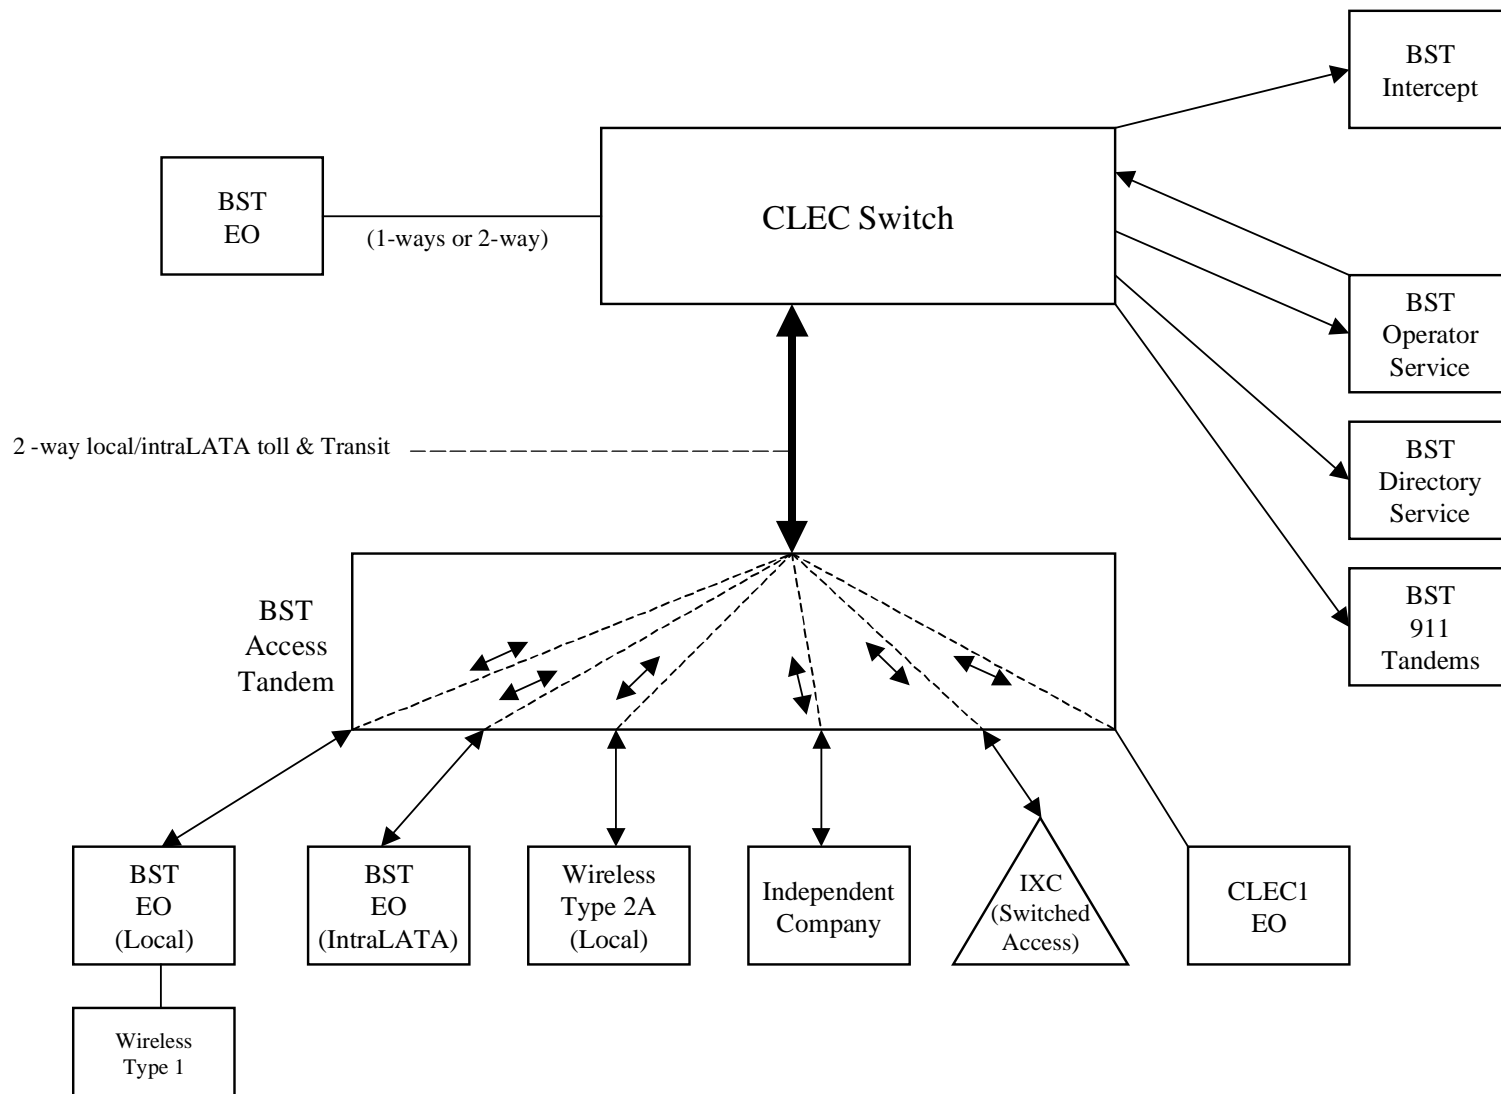 BST
Intercept
BST
EO
(1-ways or 2-way)
CLEC Switch
BST
Operator
Service
2 -way local/intraLATA toll & Transit
BST
Directory
Service
BST
911
Tandems
BST
Access
Tandem
BST
EO
(Local)
BST
EO
(IntraLATA)
Wireless
Type 2A
(Local)
Independent
Company
IXC
(Switched
Access)
CLEC1
EO
Wireless
Type 1